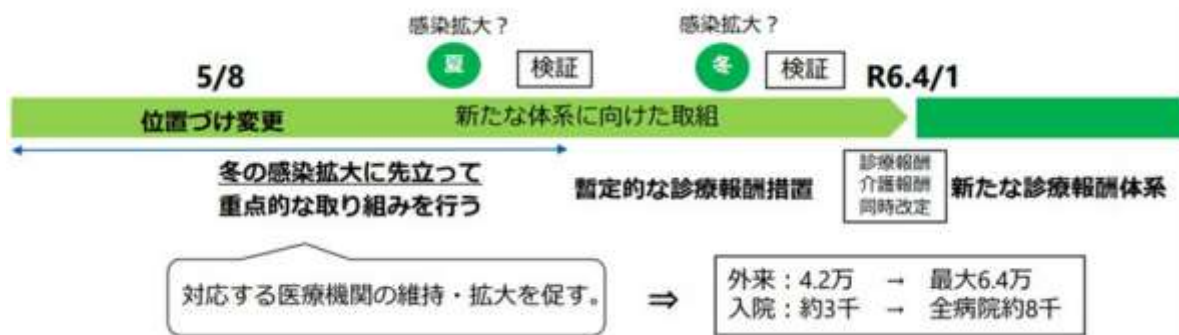 感染拡大？
感染拡大？
夏
検証
冬
検証
5/8
R6.4/1
位置づけ変更
新たな体系に向けた取組
冬の感染拡大に先立って
重点的な取り組みを行う
暫定的な診療報酬措置
診療報酬
介護報酬
同時改定
新たな診療報酬体系
対応する医療機関の維持・拡大を促す。
⇒
外来：4.2万 → 最大6.4万
入院：約3千 → 全病院約8千